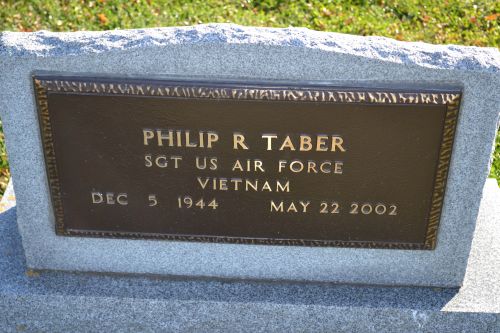 PHILIP R TABER
SGT US AIR FORCE
VIETNAM
DEC 5 1944 MAY 22 2002